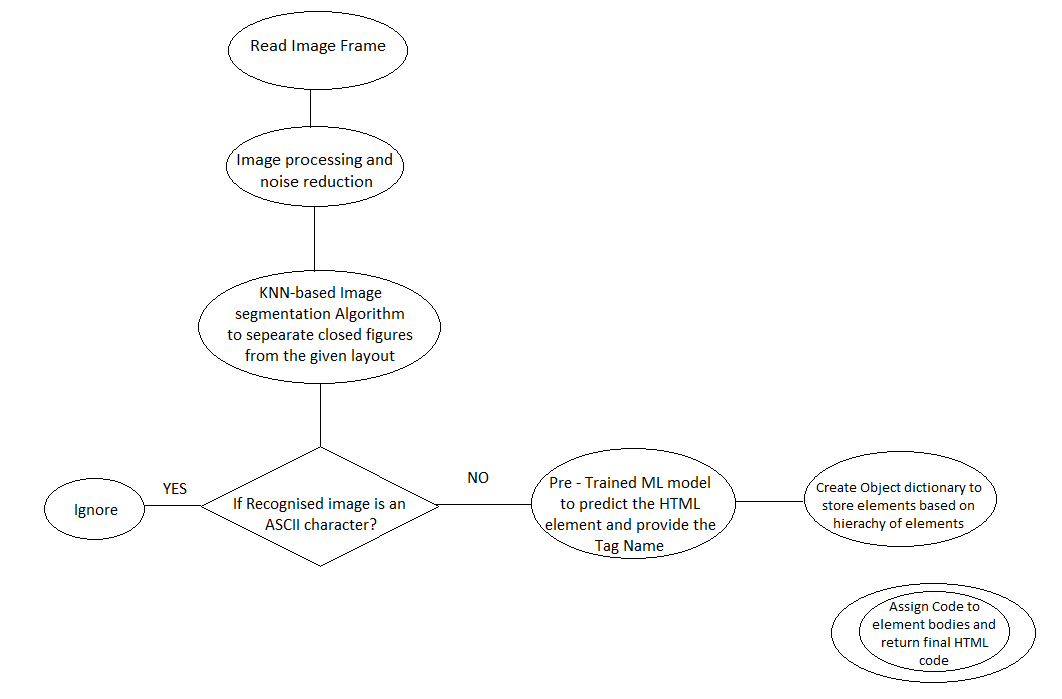 Read Image Frame
Image processing and
noise reduction
KNN-based Image
segmentation Algorithm
to sepearate closed figures
from the given layout
If Recognised image is an
ASCII character?
YES
Ignore
NO
Pre - Trained ML model
to predict the HTML
element and provide the
Tag Name
Create Object dictionary to
store elements based on
hierachy of elements
Assign Code to
element bodies and
return final HTML
code